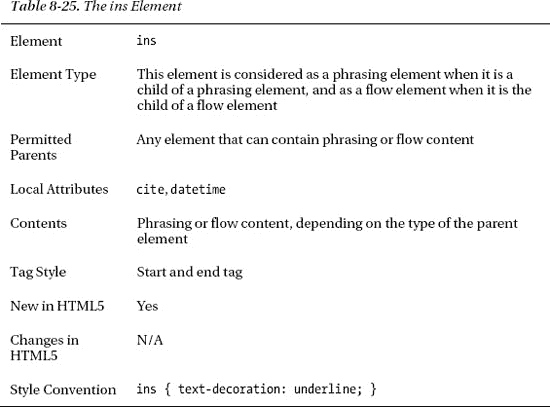 Table 8-25. The ins Element
Element ins
Element Type This element is considered as a phrasing element when it is a
child of a phrasing element, and as a flow element when it is the
child of a flow element
Permitted Any element that can contain phrasing or flow content
Parents
Local Attributes cite, datetime
Contents Phrasing or flow content, depending on the type of the parent
element
Tag Style Start and end tag
New in HTML5 Yes
Changes in N/A
HTML5
Style Convention ins { text-decoration: underline; }